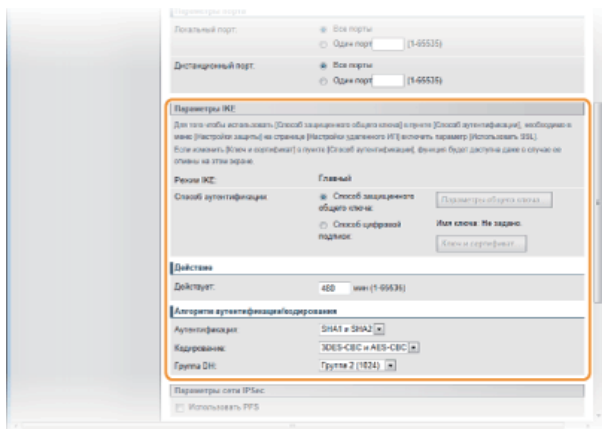 Параметры порта
Локальный порт:
Все порты
Один порт (1-65535)
Дистанционный порт:
Все порты
Один порт (1-65535)
Параметры IKE
Для того чтобы использовать [Способ защищенного общего ключа] в пункте [Способ аутентификации], необходимо в
меню [Настройки защиты] на странице [Настройки удаленного ИП] включить параметр [Использовать SSL].
Если изменить [Ключ и сертификат] в пункте [Способ аутентификации], функция будет доступна даже в случае ее
отмены на этом экране.
Режим IKE: Главный
Способ аутентификации:
Способ защищенного
общего ключа:
Параметры общего ключа...
Способ цифровой
подписи:
Имя ключа: Не задано.
Ключ и сертификат...
Действие
Действует: 480 мин (1-65535)
Алгоритм аутентификации/кодирования
Аутентификация: SHA1 и SHA2
Кодирование: 3DES-CBC и AES-CBC
Группа DH: Группа 2 (1024)
Параметры сети IPSec
Использовать PFS